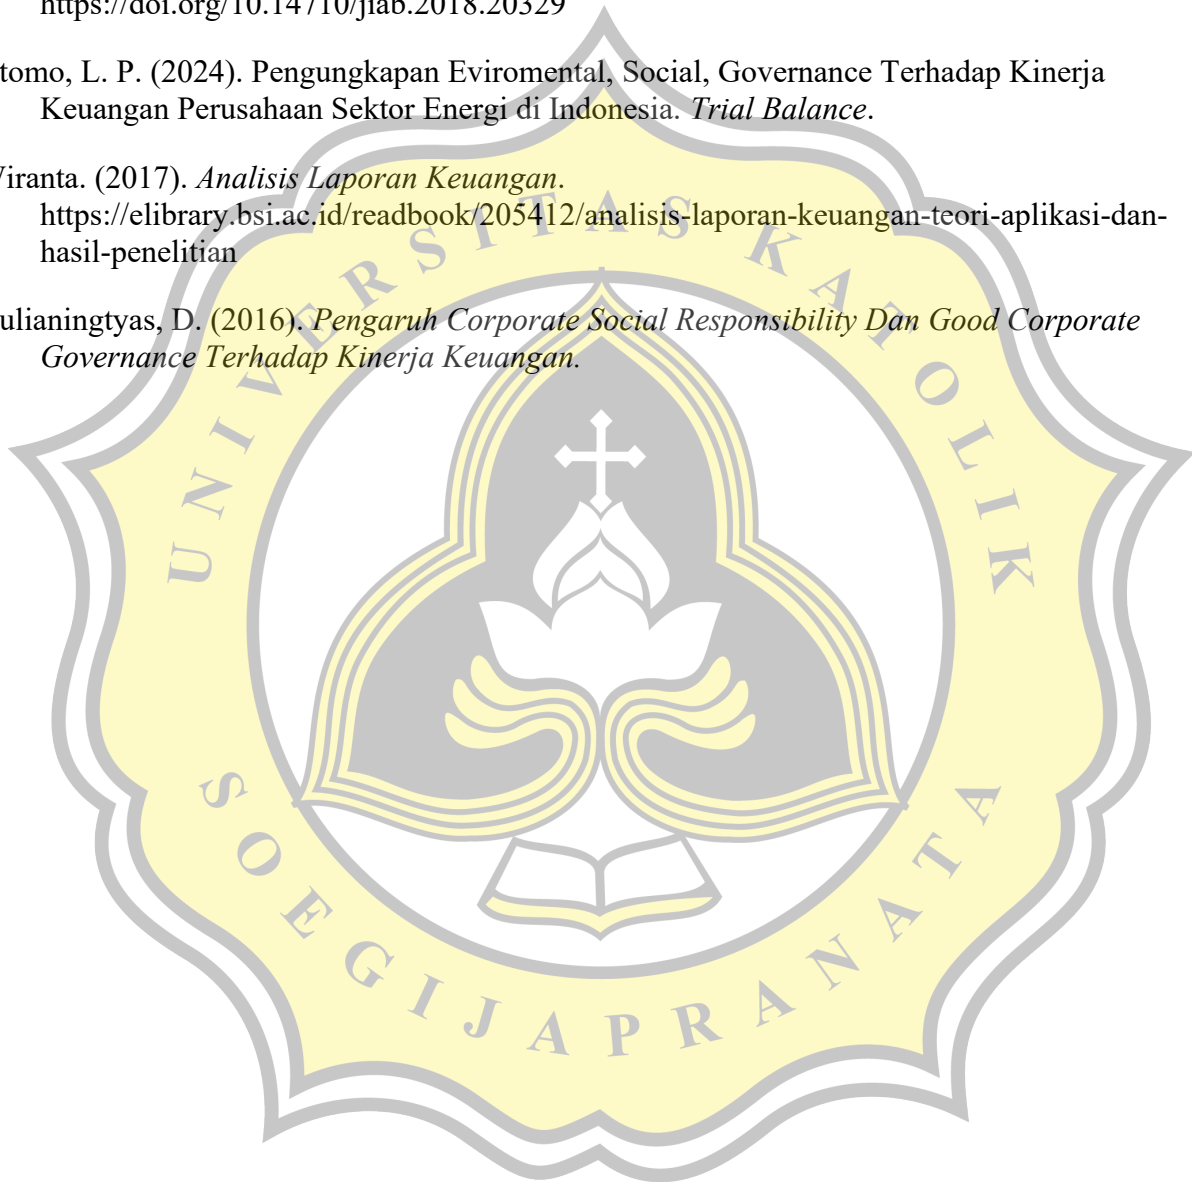 https://doi.org/10.14710/jiab.2018.20329
tomo, L. P. (2024). Pengungkapan Eviromental, Social, Governance Terhadap Kinerja
Keuangan Perusahaan Sektor Energi di Indonesia. Trial Balance.
iranta. (2017). Analisis Laporan Keuangan.
https://elibrary.bsi.ac.id/readbook/205412/analisis-laporan-keuangan-teori-aplikasi-dan-
hasil-penelitian
ulianingtyas, D. (2016). Pengaruh Corporate Social Responsibility Dan Good Corporate
Governance Terhadap Kinerja Keuangan.
UNIVERSITAS KATOLIK
SOEGIJAPRANATA